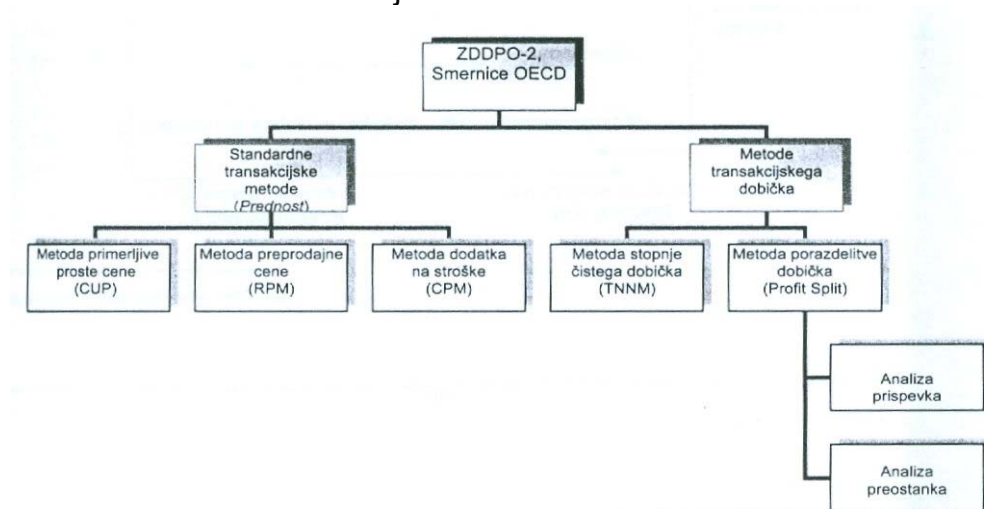 ZDDPO-2,
Smernice OECD
Standardne
transakcijske
metode
(Prednost)
Metode
transakcijskega
dobička
Metoda primerljive
proste cene
(CUP)
Metoda preprodajne
cene
(RPM)
Metoda dodatka
na stroške
(CPM)
Metoda stopnje
čistega dobička
(TNNM)
Metoda porazdelitve
dobička
(Profit Split)
Analiza
prispevka
Analiza
preostanka